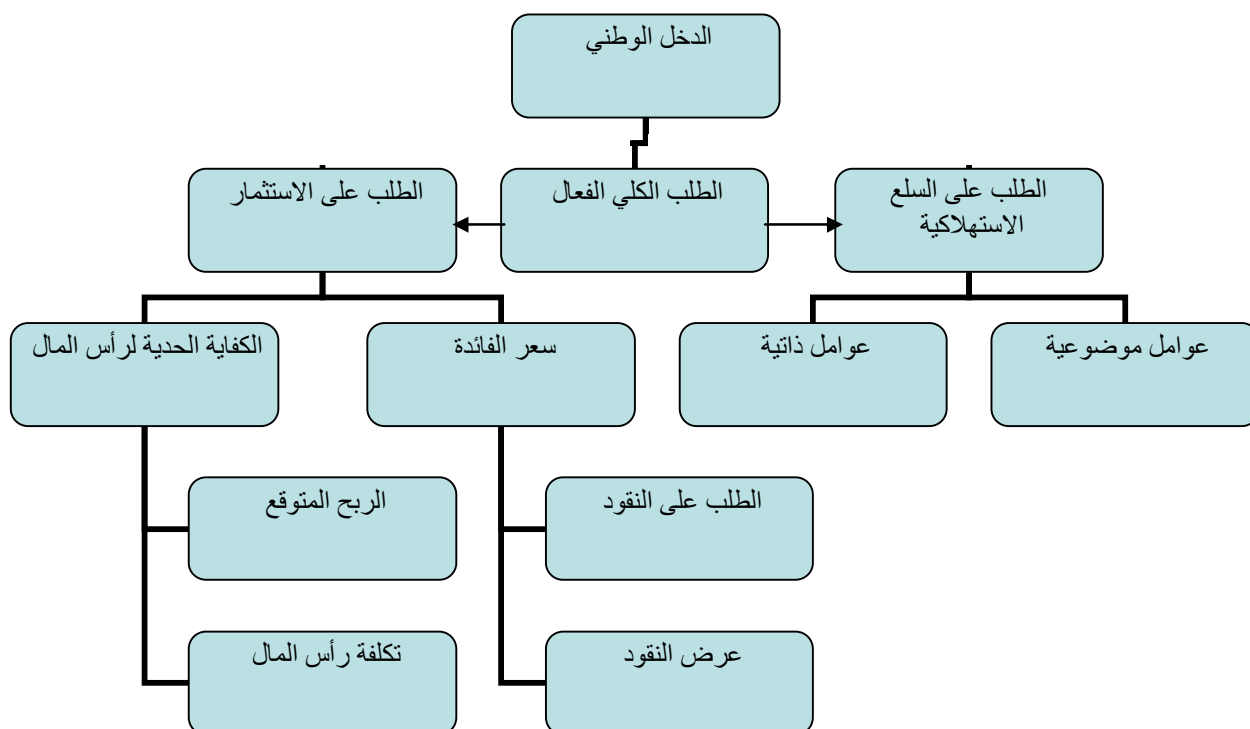 الدخل الوطني
الطلب على السلع
الاستهلاكية
الطلب الكلي الفعال
الطلب على الاستثمار
عوامل موضوعية
عوامل ذاتية
سعر الفائدة
الكفاية الحدية لرأس المال
الطلب على النقود
الربح المتوقع
عرض النقود
تكلفة رأس المال